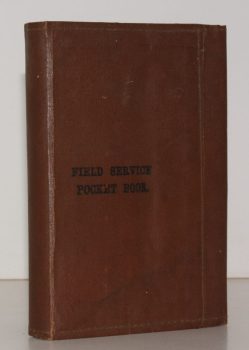 FIELD SERVICE
POCKET BOOK.